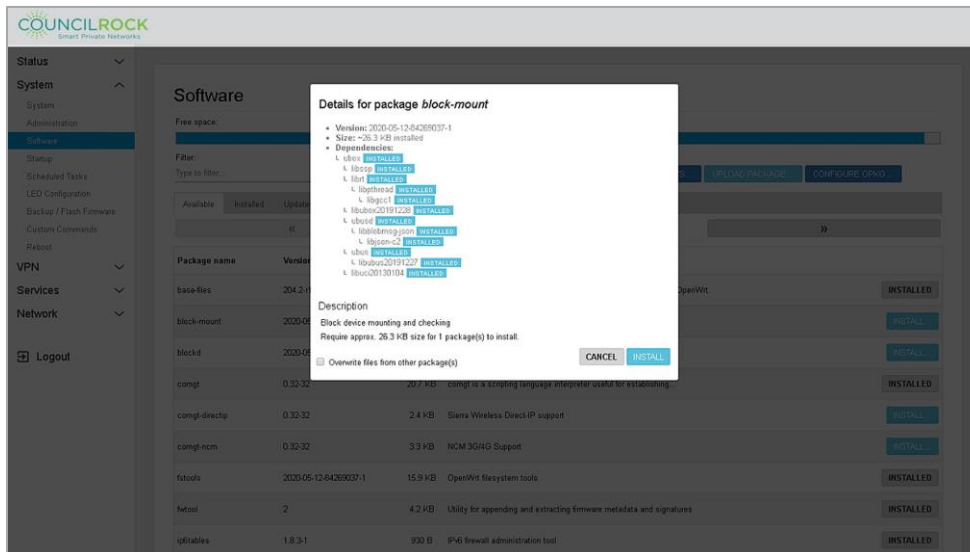 COUNCILROCK
Smart Private Networks
Status
System
System
Administration
Software
Startup
Scheduled Tasks
LED Configuration
Backup / Flash Firmware
Custom Commands
Reboot
VPN
Services
Network
Logout
Software
Free space:
Filter:
Type to filter...
UPLOAD PACKAGE...
CONFIGURE OPKG...
Available
Installed
Updates
«
»
Package name
Version
base-files
204.2-r
OpenWrt.
INSTALLED
block-mount
2020-05
INSTALL...
blockd
2020-05
INSTALL...
comgt
0.32-32
20.7 KB
comgt is a scripting language interpreter useful for establishing...
INSTALLED
comgt-directip
0.32-32
2.4 KB
Sierra Wireless Direct-IP support
INSTALL...
comgt-ncm
0.32-32
3.3 KB
NCM 3G/4G Support
INSTALL...
fstools
2020-05-12-84269037-1
15.9 KB
OpenWrt filesystem tools
INSTALLED
fwtool
2
4.2 KB
Utility for appending and extracting firmware metadata and signatures
INSTALLED
ip6tables
1.8.3-1
930 B
IPv6 firewall administration tool
INSTALLED
Details for package block-mount
Version: 2020-05-12-84269037-1
Size: ~26.3 KB installed
Dependencies:
ubox INSTALLED
libssp INSTALLED
librt INSTALLED
libpthread INSTALLED
libgcc1 INSTALLED
libubox20191228 INSTALLED
ubusd INSTALLED
libblobmsg-json INSTALLED
libjson-c2 INSTALLED
ubus INSTALLED
libubus20191227 INSTALLED
libuci20130104 INSTALLED
Description
Block device mounting and checking
Require approx. 26.3 KB size for 1 package(s) to install.
Overwrite files from other package(s)
CANCEL
INSTALL